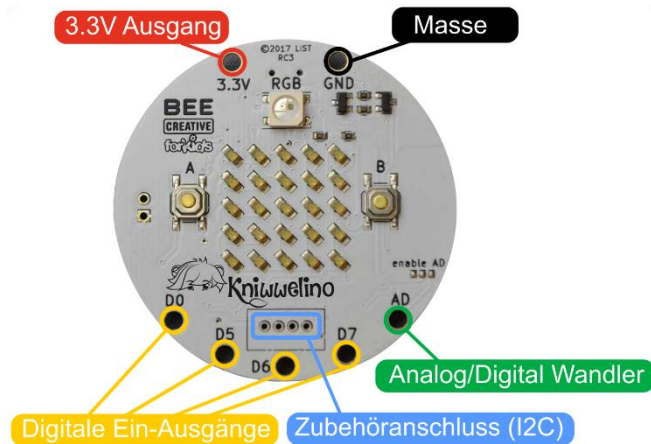 3.3V Ausgang
Masse
©2017 LiST
RC3
3.3V
RGB
GND
BEE
CREATIVE
forkids
A
B
enable AD
Kniwwelino
D0
AD
D5
D7
D6
Analog/Digital Wandler
Digitale Ein-Ausgänge
Zubehöranschluss (I2C)